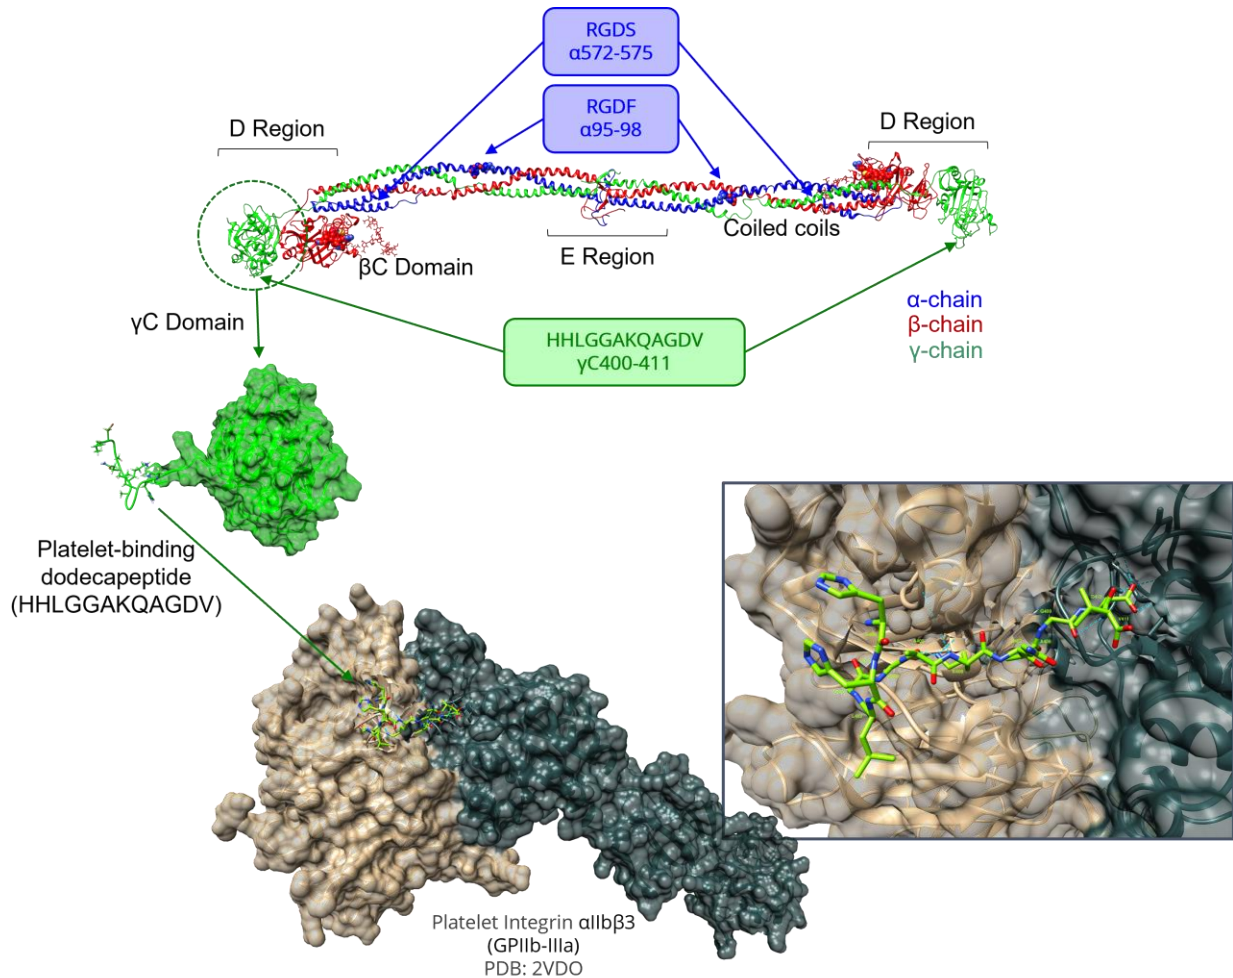 RGDS
α572-575
RGDF
α95-98
D Region
D Region
Coiled coils
E Region
βC Domain
γC Domain
HHLGGAKQAGDV
γC400-411
α-chain
β-chain
γ-chain
Platelet-binding
dodecapeptide
(HHLGGAKQAGDV)
Platelet Integrin αIIbβ3
(GPIIb-IIIa)
PDB: 2VDO